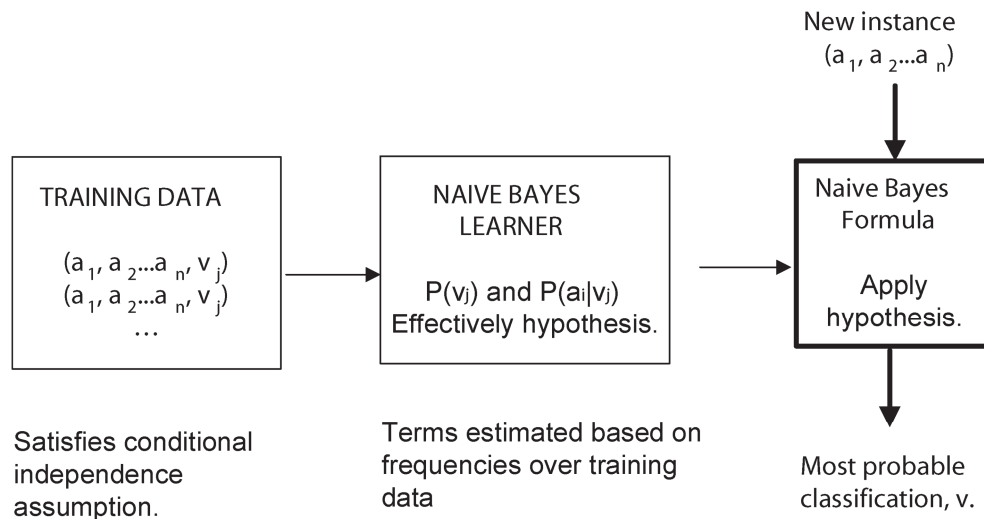 New instance
(a 1, a 2...a n)
TRAINING DATA
(a 1, a 2...a n, v j)
(a 1, a 2...a n, v j)
...
NAIVE BAYES
LEARNER
P(vj) and P(ai|vj)
Effectively hypothesis.
Naive Bayes
Formula
Apply
hypothesis.
Satisfies conditional
independence
assumption.
Terms estimated based on
frequencies over training
data
Most probable
classification, v.